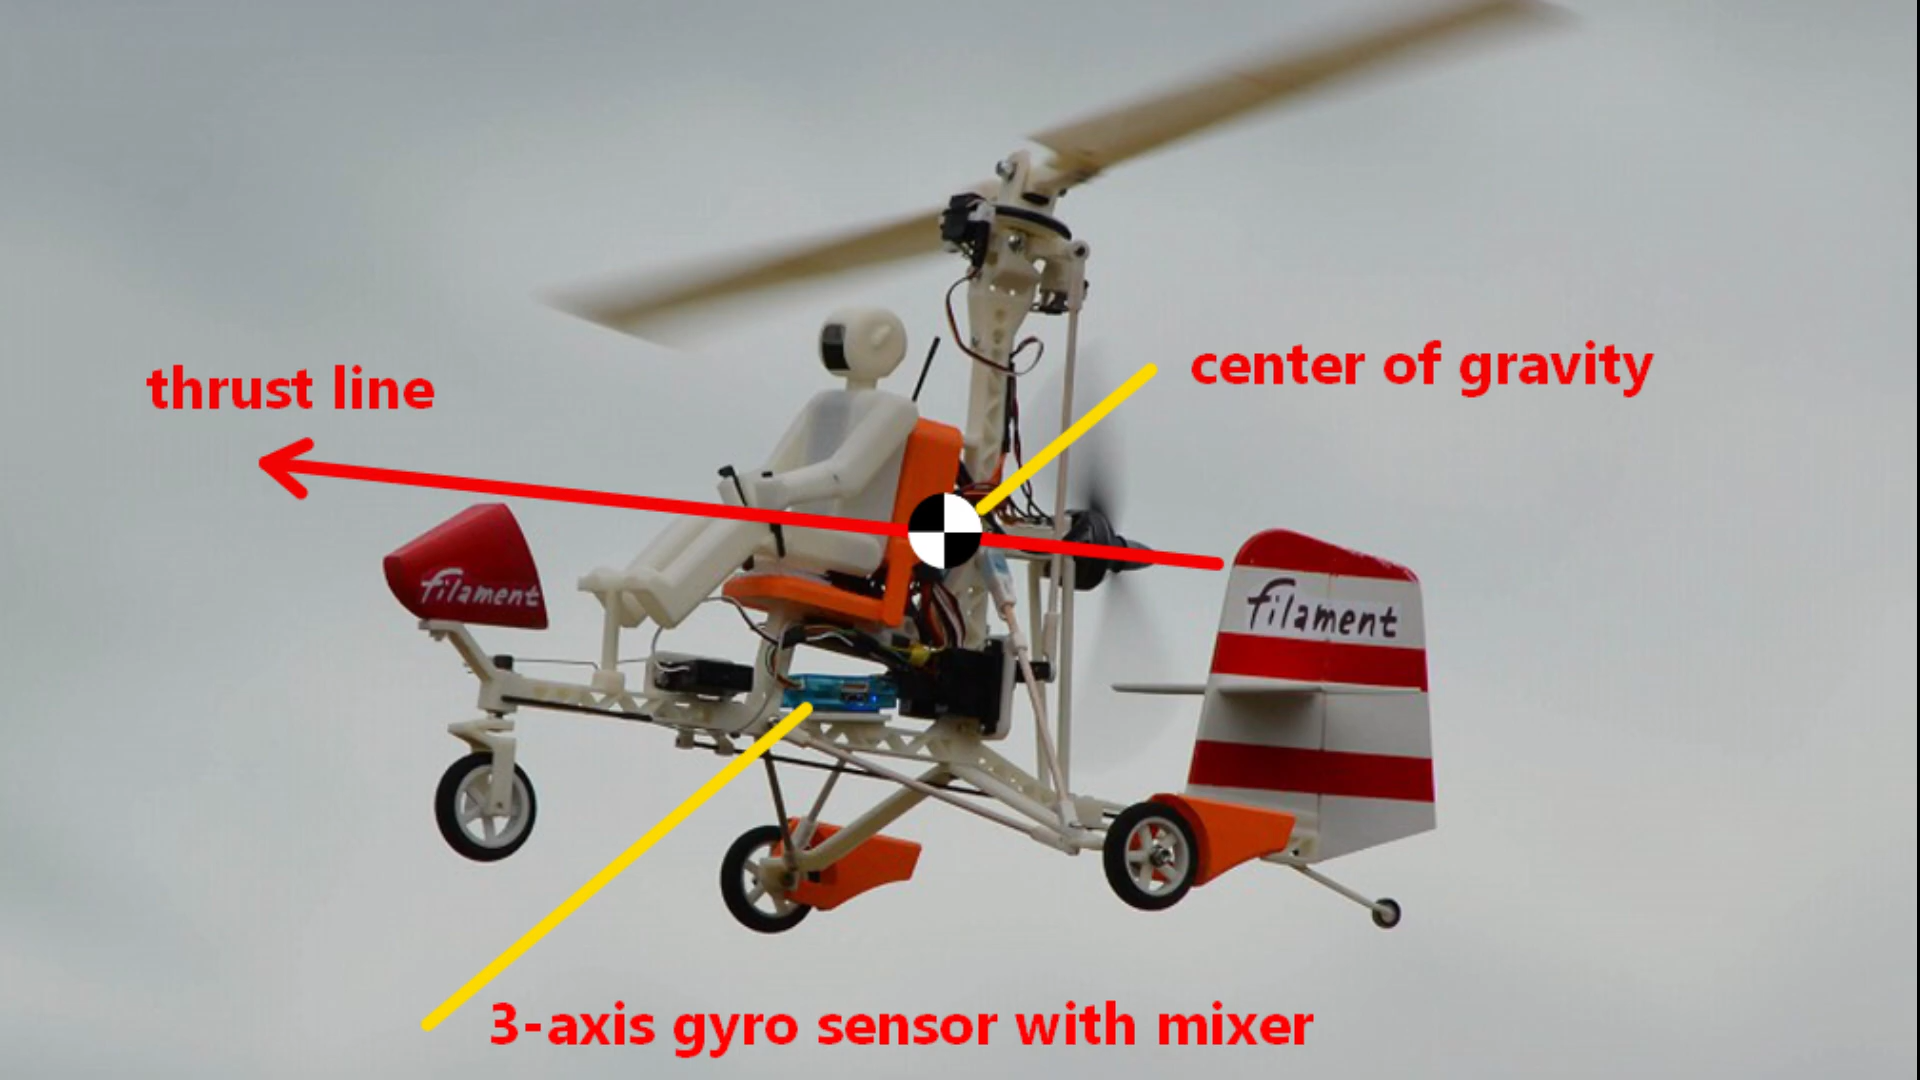 center of gravity
thrust line
filament
filament
3-axis gyro sensor with mixer